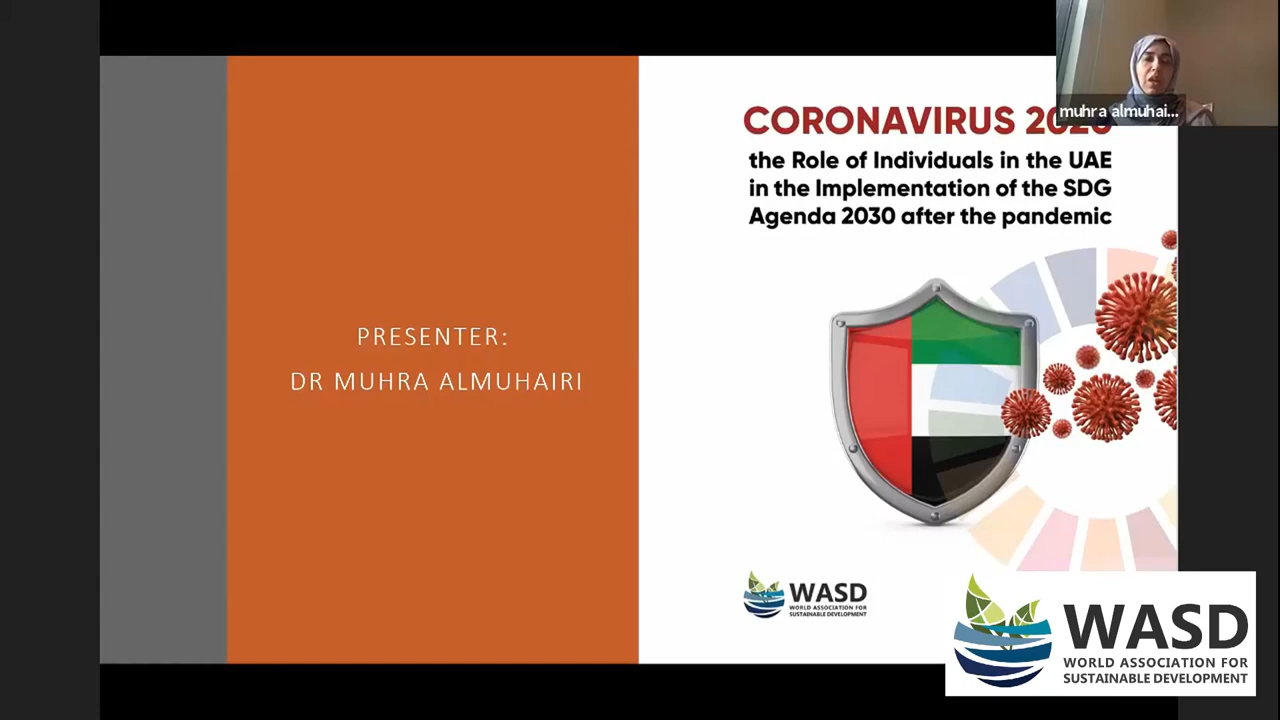 PRESENTER:
DR MUHRA ALMUHAIRI
CORONAVIRUS 2020
the Role of Individuals in the UAE
in the Implementation of the SDG
Agenda 2030 after the pandemic
muhra almuhai...
WASD
WORLD ASSOCIATION FOR
SUSTAINABLE DEVELOPMENT
WASD
WORLD ASSOCIATION FOR
SUSTAINABLE DEVELOPMENT